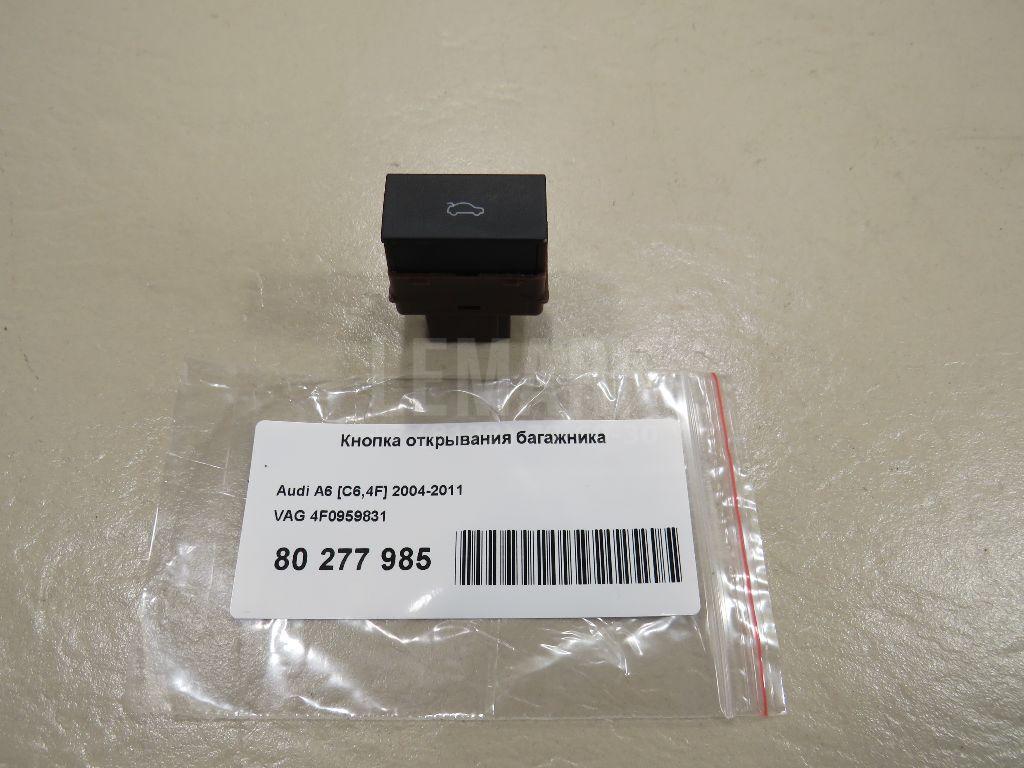 Кнопка открывания багажника
Audi A6 [C6,4F] 2004-2011
VAG 4F0959831
80 277 985